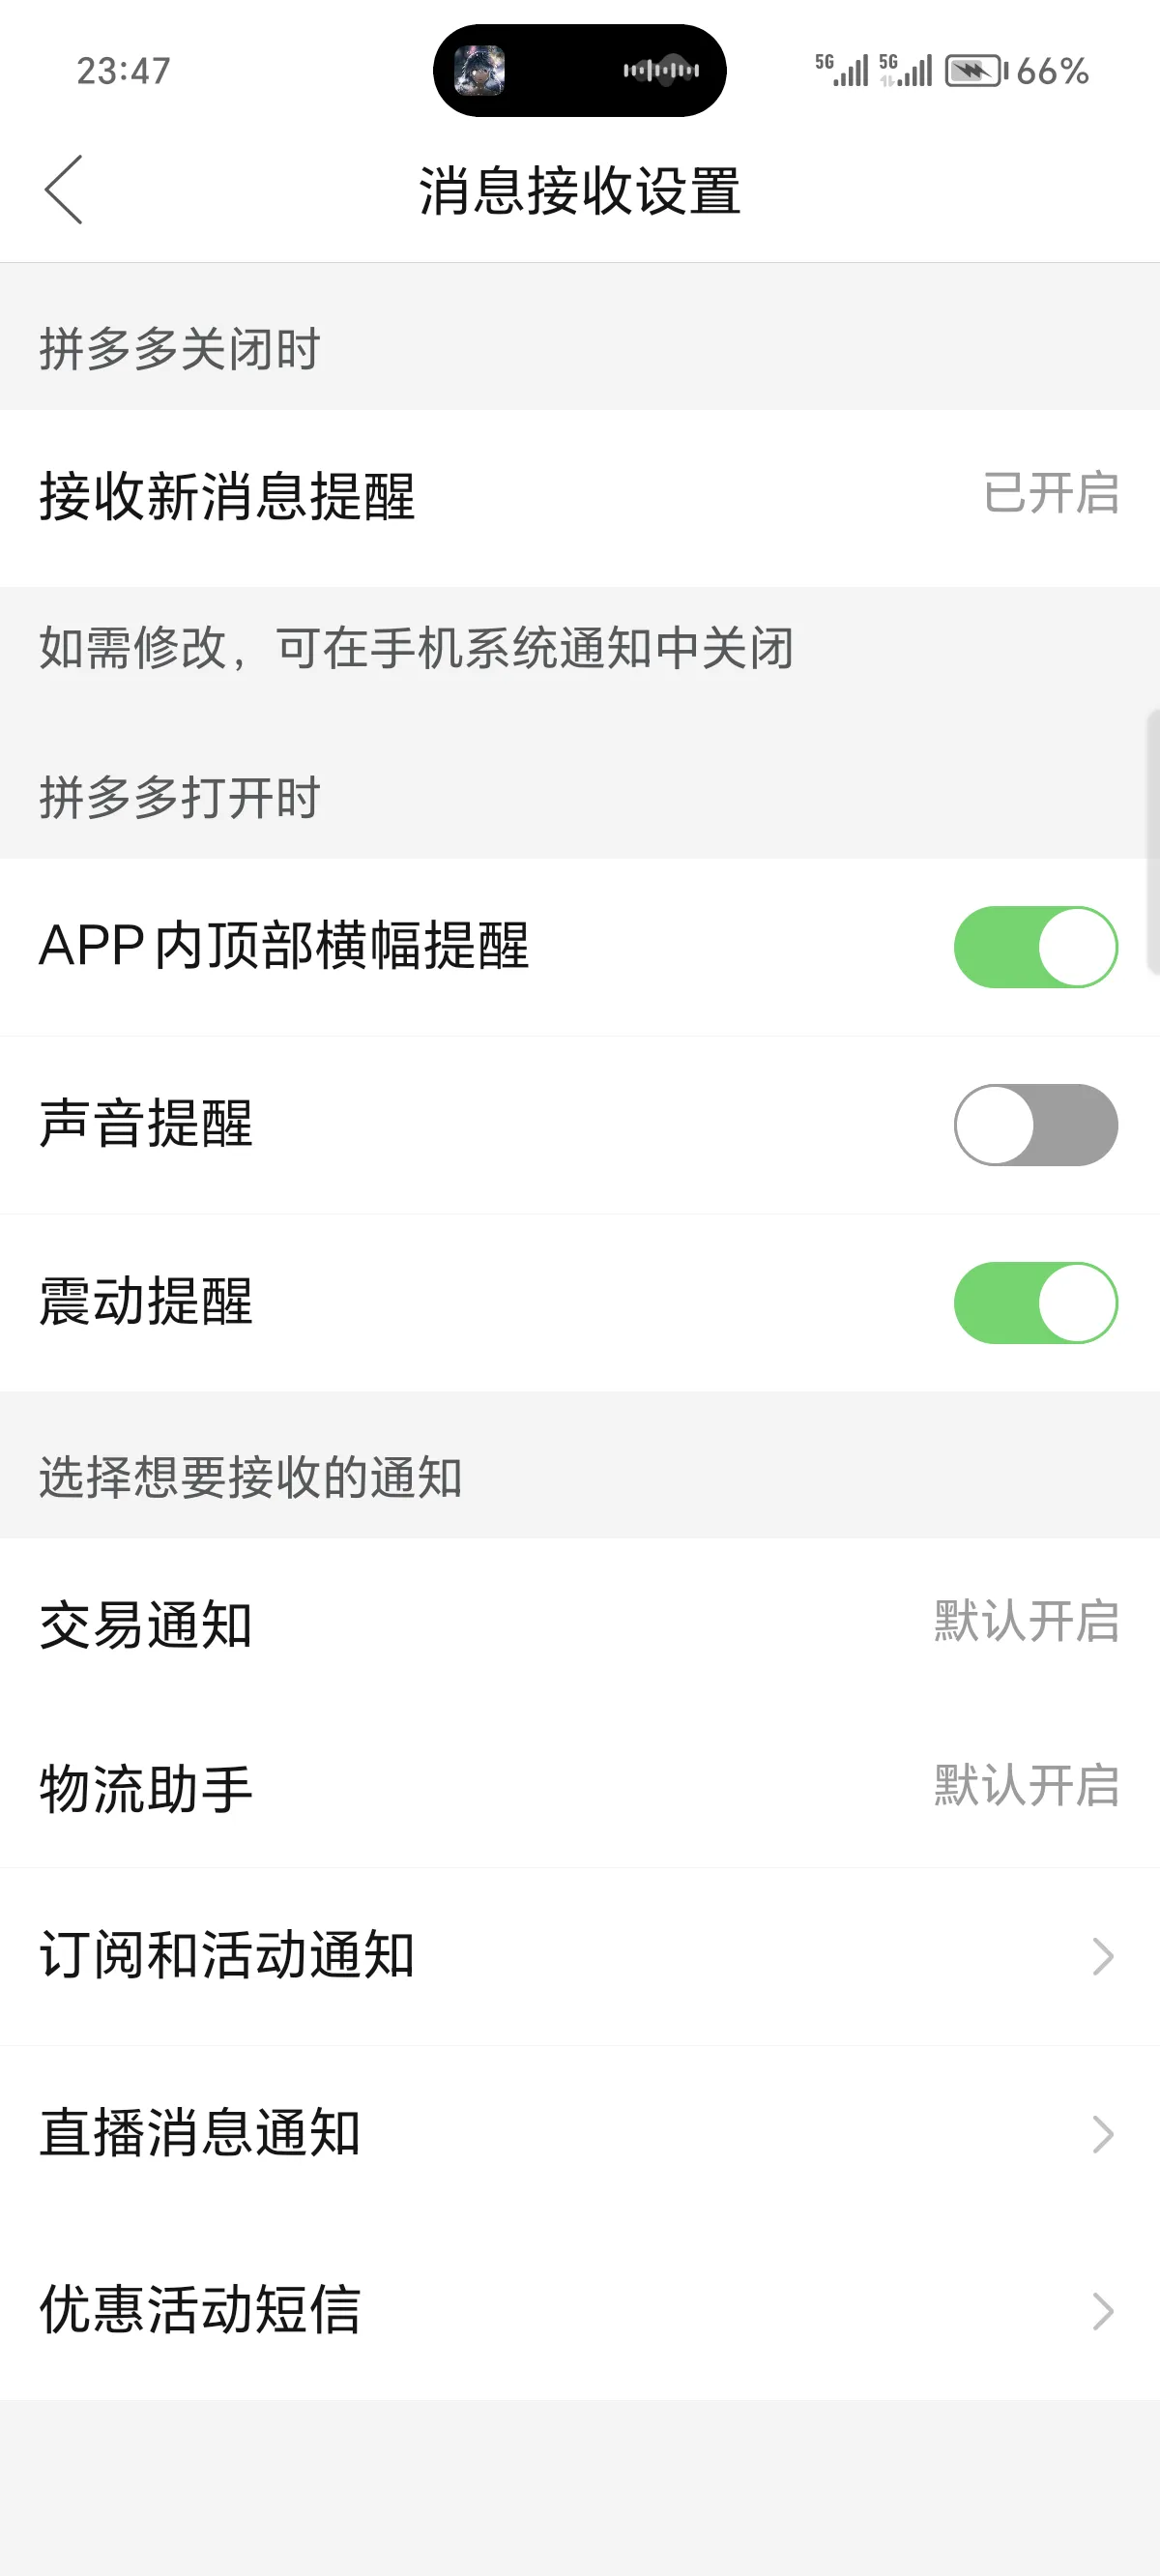 23:47
5G 5G 66%
消息接收设置
拼多多关闭时
接收新消息提醒 已开启
如需修改，可在手机系统通知中关闭
拼多多打开时
APP内顶部横幅提醒
声音提醒
震动提醒
选择想要接收的通知
交易通知 默认开启
物流助手 默认开启
订阅和活动通知
直播消息通知
优惠活动短信